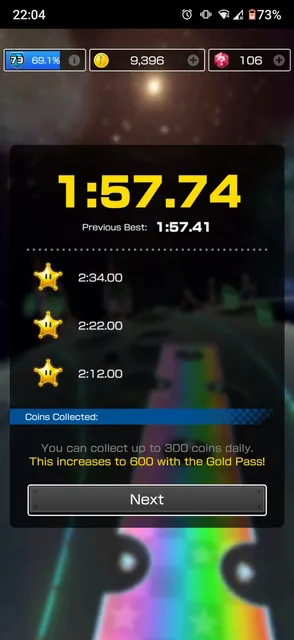 22:04
73%
73 69.1% i 9,396 + 106 +
1:57.74
Previous Best: 1:57.41
2:34.00
2:22.00
2:12.00
Coins Collected:
You can collect up to 300 coins daily.
This increases to 600 with the Gold Pass!
Next